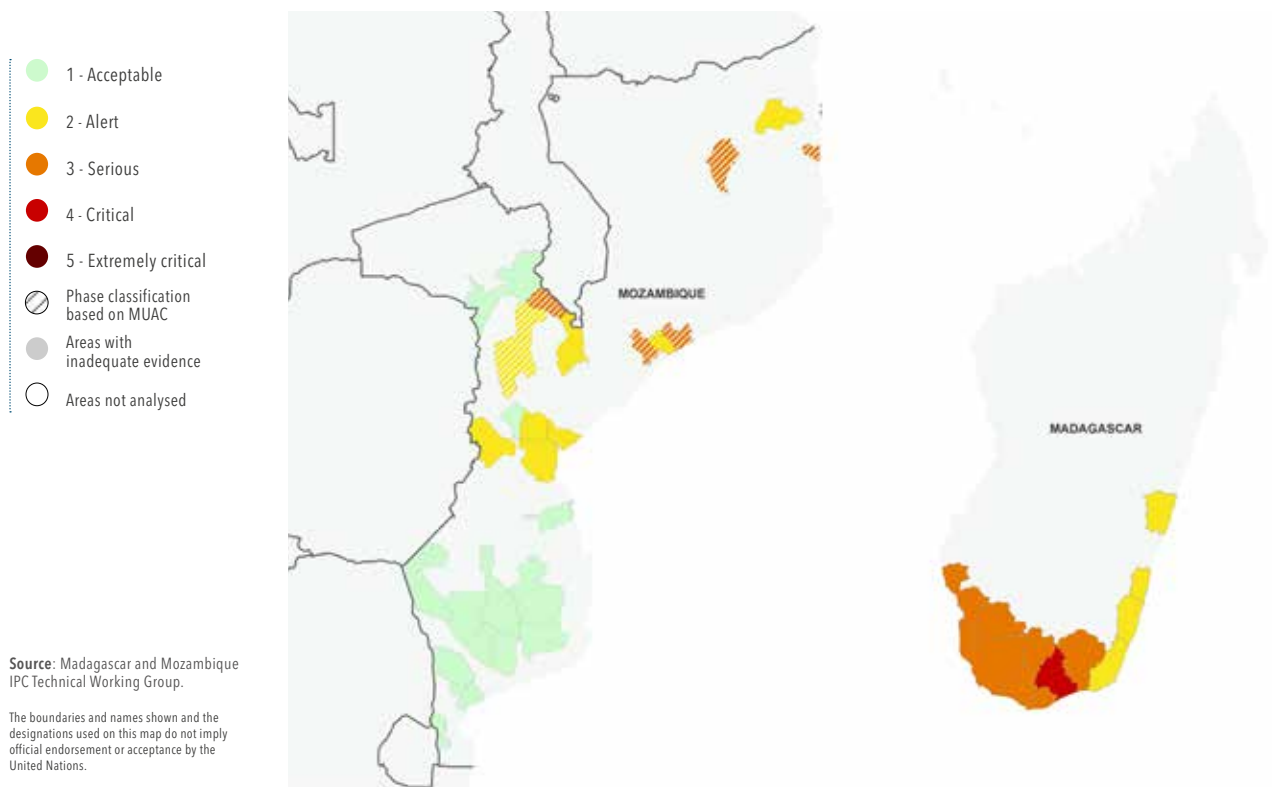 1 - Acceptable
2 - Alert
3 - Serious
4 - Critical
5 - Extremely critical
Phase classification
based on MUAC
Areas with
inadequate evidence
Areas not analysed
Source: Madagascar and Mozambique
IPC Technical Working Group.
The boundaries and names shown and the
designations used on this map do not imply
official endorsement or acceptance by the
United Nations.
MOZAMBIQUE
MADAGASCAR